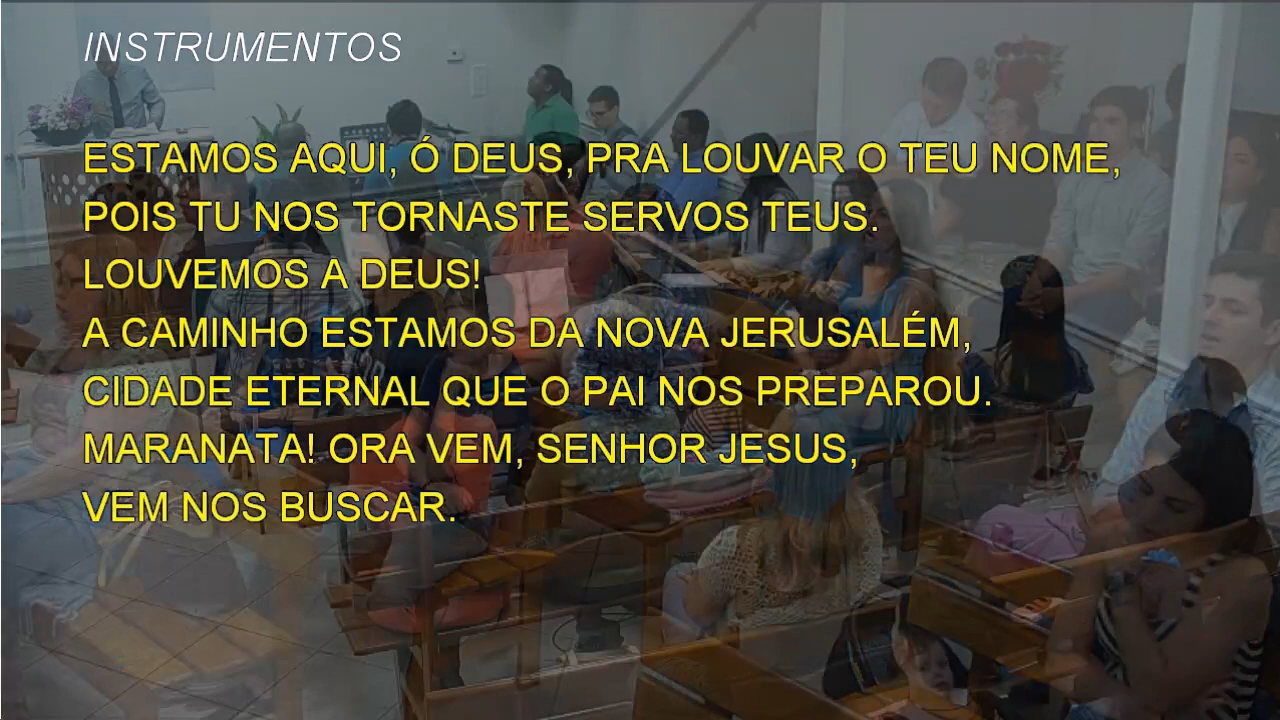 INSTRUMENTOS
ESTAMOS AQUI, Ó DEUS, PRA LOUVAR O TEU NOME,
POIS TU NOS TORNASTE SERVOS TEUS.
LOUVEMOS A DEUS!
A CAMINHO ESTAMOS DA NOVA JERUSALÉM,
CIDADE ETERNAL QUE O PAI NOS PREPAROU.
MARANATA! ORA VEM, SENHOR JESUS,
VEM NOS BUSCAR.